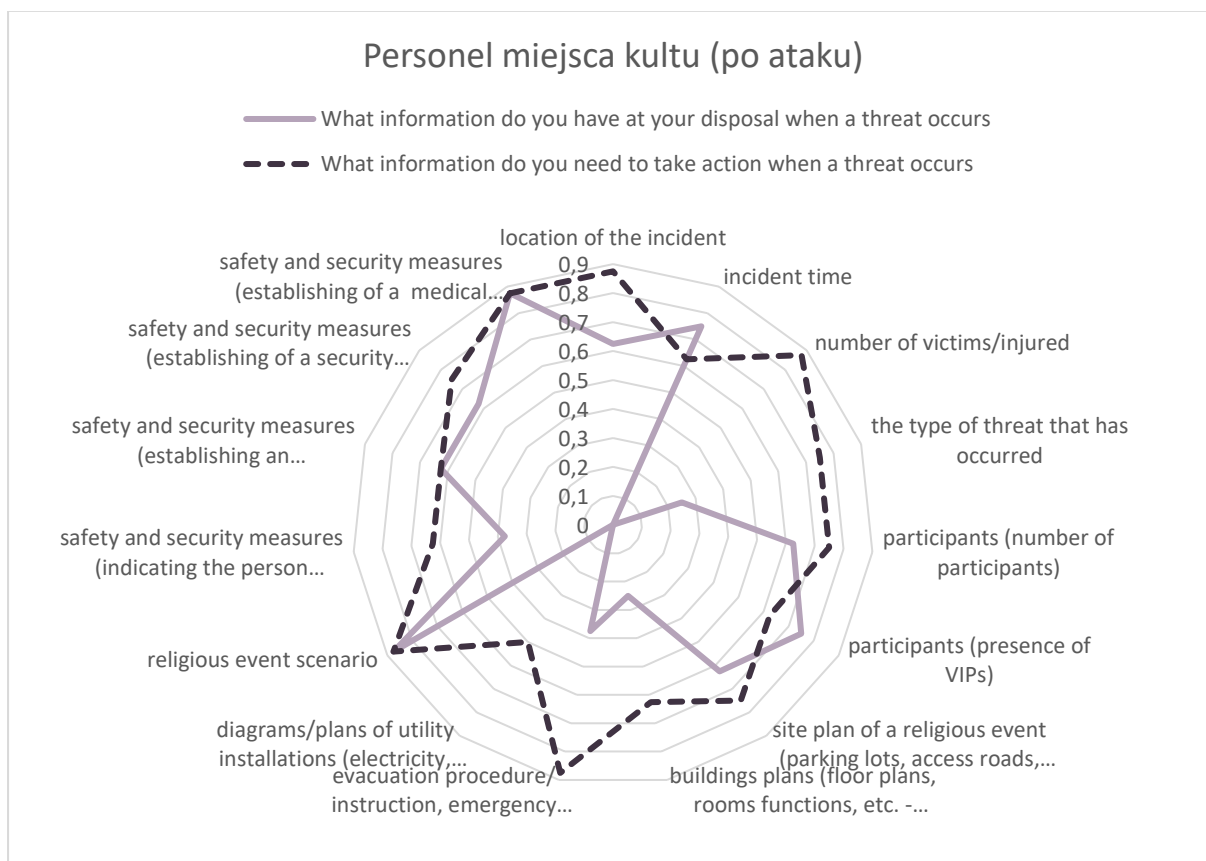 Personel miejsca kultu (po ataku)
What information do you have at your disposal when a threat occurs
What information do you need to take action when a threat occurs
location of the incident
incident time
number of victims/injured
the type of threat that has
occurred
participants (number of
participants)
participants (presence of
VIPs)
site plan of a religious event
(parking lots, access roads,...
buildings plans (floor plans,
rooms functions, etc. -...
evacuation procedure/
instruction, emergency...
diagrams/plans of utility
installations (electricity,...
religious event scenario
safety and security measures
(indicating the person...
safety and security measures
(establishing an...
safety and security measures
(establishing of a security...
safety and security measures
(establishing of a  medical...
0,9
0,8
0,7
0,6
0,5
0,4
0,3
0,2
0,1
0